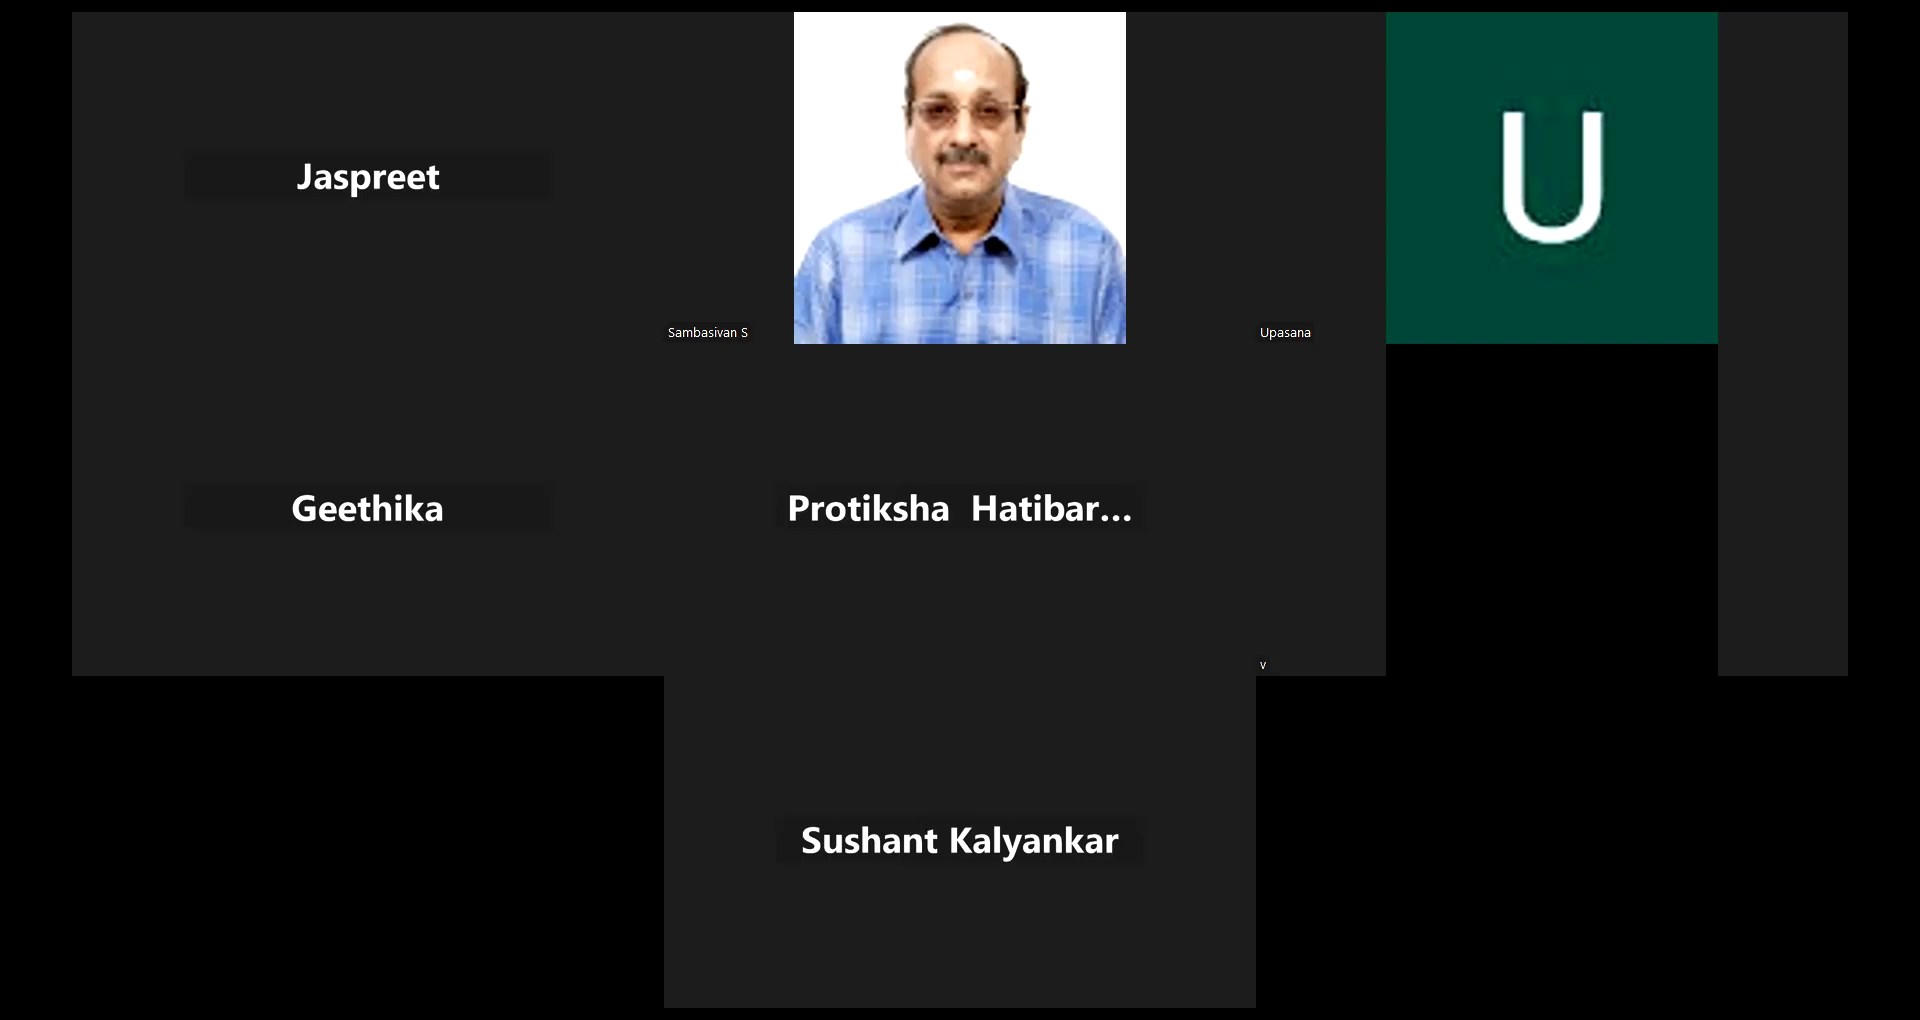 Jaspreet
Sambasivan S
U
Upasana
Geethika
Protiksha  Hatibar...
v
Sushant Kalyankar